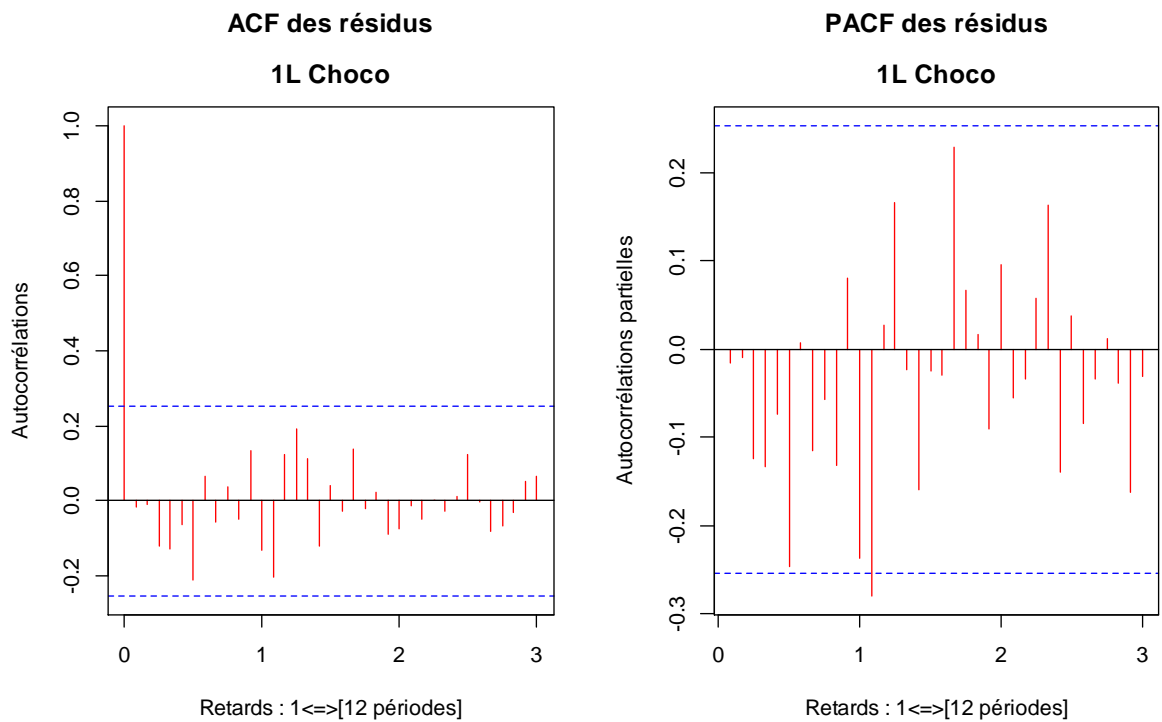 ACF des résidus
1L Choco
Autocorrélations
1.0
0.8
0.6
0.4
0.2
0.0
-0.2
0
1
2
3
Retards : 1<=>[12 périodes]
PACF des résidus
1L Choco
Autocorrélations partielles
0.2
0.1
0.0
-0.1
-0.2
-0.3
0
1
2
3
Retards : 1<=>[12 périodes]